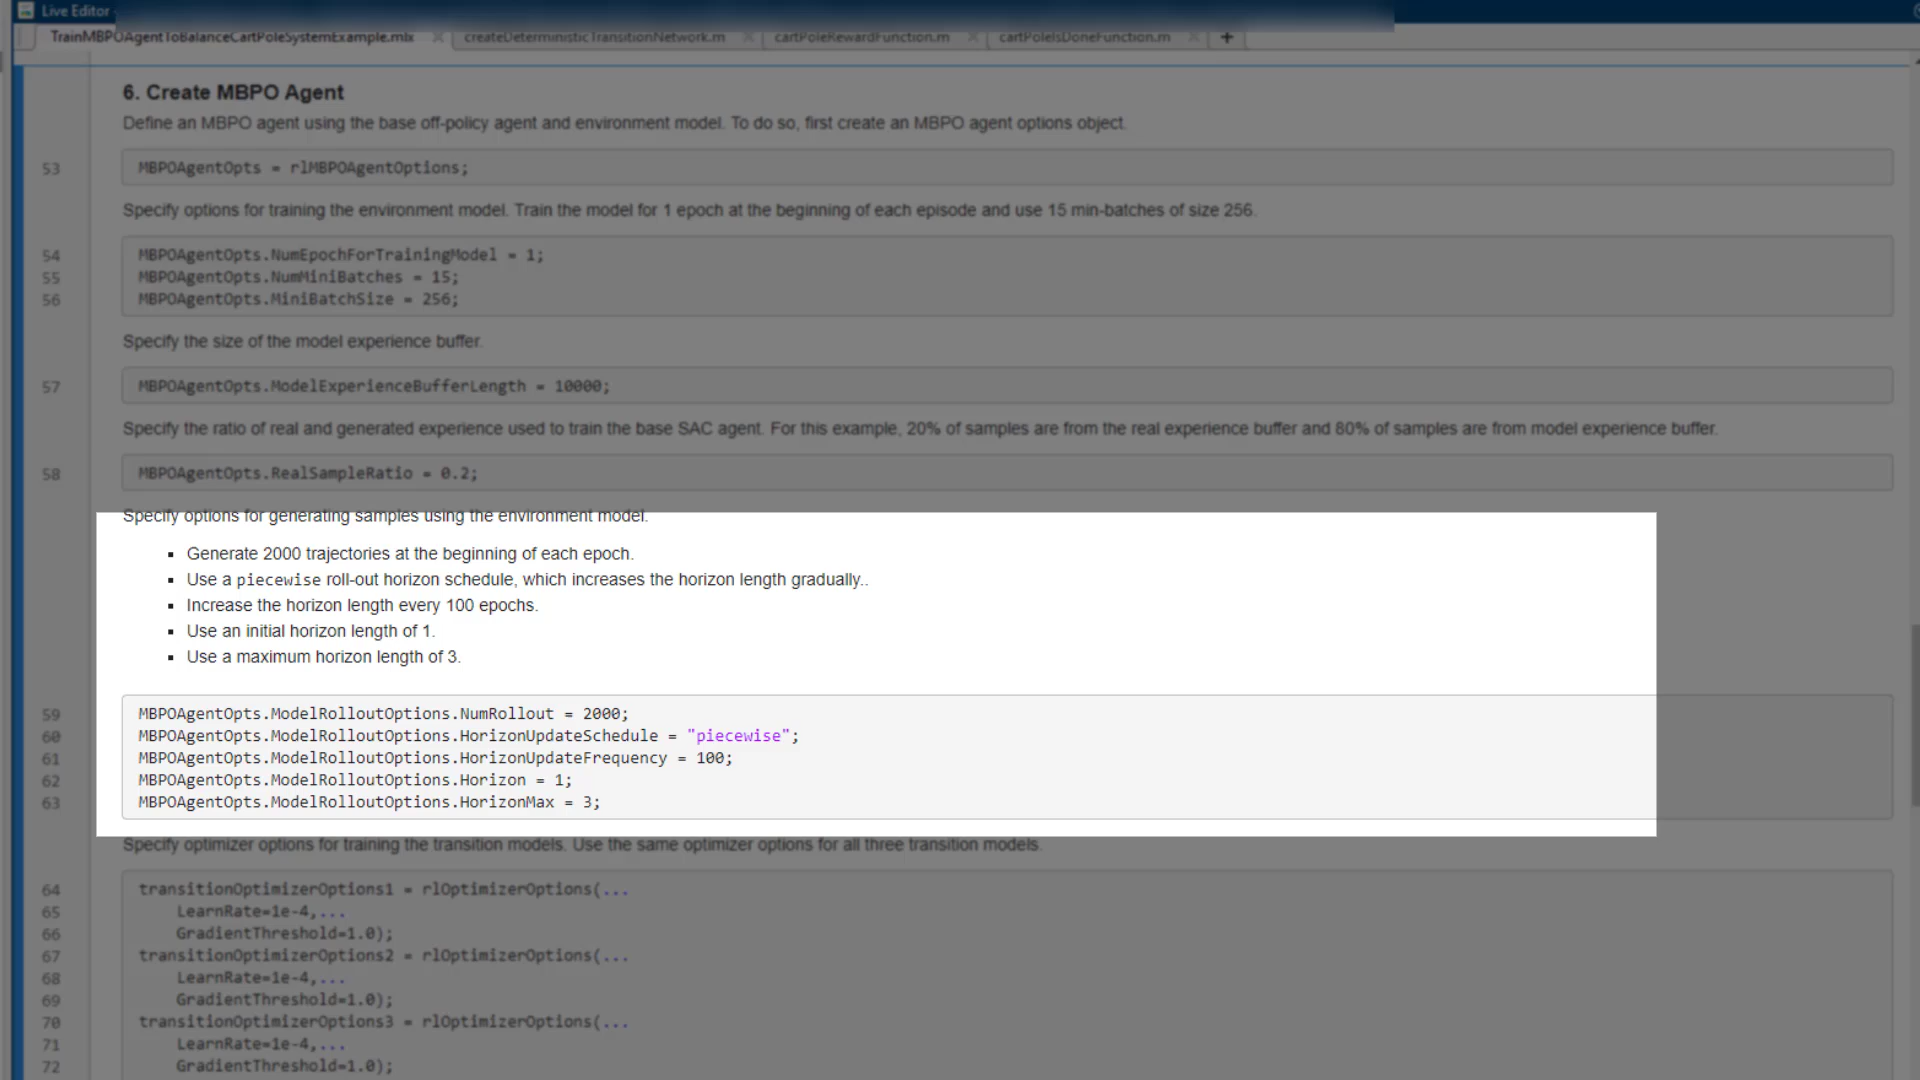 Live Editor
TrainMBPOAgentToBalanceCartPoleSystemExample.mlx
createDeterministicTransitionNetwork.m
cartPoleRewardFunction.m
cartPoleIsDoneFunction.m
6. Create MBPO Agent
Define an MBPO agent using the base off-policy agent and environment model. To do so, first create an MBPO agent options object.
53 MBPOAgentOpts = rlMBPOAgentOptions;
Specify options for training the environment model. Train the model for 1 epoch at the beginning of each episode and use 15 min-batches of size 256.
54 MBPOAgentOpts.NumEpochForTrainingModel = 1;
55 MBPOAgentOpts.NumMiniBatches = 15;
56 MBPOAgentOpts.MiniBatchSize = 256;
Specify the size of the model experience buffer.
57 MBPOAgentOpts.ModelExperienceBufferLength = 10000;
Specify the ratio of real and generated experience used to train the base SAC agent. For this example, 20% of samples are from the real experience buffer and 80% of samples are from model experience buffer.
58 MBPOAgentOpts.RealSampleRatio = 0.2;
Specify options for generating samples using the environment model.
▪ Generate 2000 trajectories at the beginning of each epoch.
▪ Use a piecewise roll-out horizon schedule, which increases the horizon length gradually..
▪ Increase the horizon length every 100 epochs.
▪ Use an initial horizon length of 1.
▪ Use a maximum horizon length of 3.
59 MBPOAgentOpts.ModelRolloutOptions.NumRollout = 2000;
60 MBPOAgentOpts.ModelRolloutOptions.HorizonUpdateSchedule = "piecewise";
61 MBPOAgentOpts.ModelRolloutOptions.HorizonUpdateFrequency = 100;
62 MBPOAgentOpts.ModelRolloutOptions.Horizon = 1;
63 MBPOAgentOpts.ModelRolloutOptions.HorizonMax = 3;
Specify optimizer options for training the transition models. Use the same optimizer options for all three transition models.
64 transitionOptimizerOptions1 = rlOptimizerOptions(...
65 LearnRate=1e-4,...
66 GradientThreshold=1.0);
67 transitionOptimizerOptions2 = rlOptimizerOptions(...
68 LearnRate=1e-4,...
69 GradientThreshold=1.0);
70 transitionOptimizerOptions3 = rlOptimizerOptions(...
71 LearnRate=1e-4,...
72 GradientThreshold=1.0);